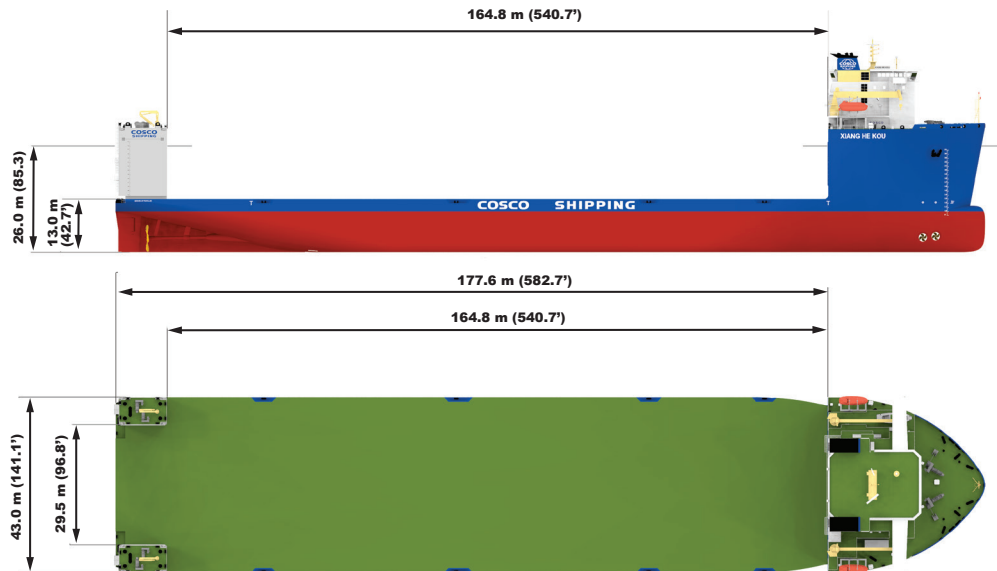 164.8 m (540.7’)
COSCO
COSCO
SHIPPING
XIANG HE KOU
26.0 m (85.3)
13.0 m
(42.7’)
T
COSCO SHIPPING
T
177.6 m (582.7’)
164.8 m (540.7’)
43.0 m (141.1’)
29.5 m (96.8’)